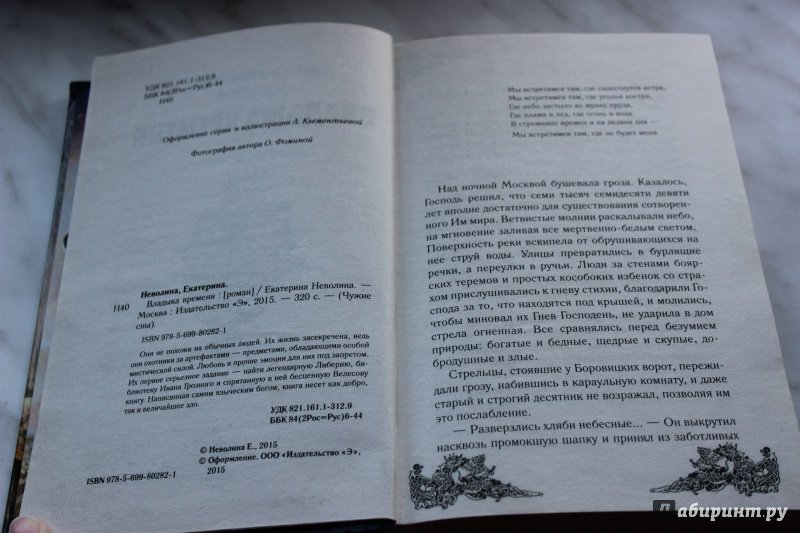 УДК 821.161.1-312.9
ББК 84(2Рос=Рус)6-44
Н40
Оформление серии и иллюстрации А. Клементьевой
Фотография автора О. Фоминой
Неволина, Екатерина.
Н40 Владыка времени : [роман] / Екатерина Неволина. —
Москва : Издательство «Э», 2015. — 320 с. — (Чужие
сны).
ISBN 978-5-699-80282-1
Они не похожи на обычных людей. Их жизнь засекречена, ведь
они охотники за артефактами — предметами, обладающими особой
мистической силой. Любовь и прочие эмоции для них под запретом.
Их первое серьезное задание — найти легендарную Либерию, би-
блиотеку Ивана Грозного и спрятанную в ней бесценную Велесову
книгу. Написанная самим языческим богом, книга несет как добро,
так и величайшее зло.
УДК 821.161.1-312.9
ББК 84(2Рос=Рус)6-44
© Неволина Е., 2015
© Оформление. ООО «Издательство «Э»,
2015
ISBN 978-5-699-80282-1
Мы встретимся там, где схлестнутся ветра,
Мы встретимся там, где уголья костра,
Где небо застыло во мраке пруда,
Где пламя и лед, где огонь и вода.
В стремнине времен и на лезвии дня —
Мы встретимся там, где не будет меня.
Над ночной Москвой бушевала гроза. Казалось,
Господь решил, что семи тысяч семидесяти девяти
лет вполне достаточно для существования сотворен-
ного Им мира. Ветвистые молнии раскалывали небо,
на мгновение заливая все мертвенно-белым светом.
Поверхность реки вскипела от обрушивающихся на
нее струй воды. Улицы превратились в бурлящие
речки, а переулки в ручьи. Люди за стенами бояр-
ских теремов и простых кособоких избенок со стра-
хом прислушивались к гневу стихии, благодарили Го-
спода за то, что находятся под крышей, и молились,
чтобы миновал их Гнев Господень, не ударила в дом
стрела огненная. Все сравнялись перед безумием
природы: богатые и бедные, щедрые и скупые, до-
бродушные и злые.
Стрельцы, стоявшие у Боровицких ворот, пережи-
дали грозу, набившись в караульную комнату, и даже
старый и строгий десятник не возражал, позволяя им
это послабление.
— Разверзлись хляби небесные... — Он выкрутил
насквозь промокшую шапку и принял из заботливых
Лабиринт.ру